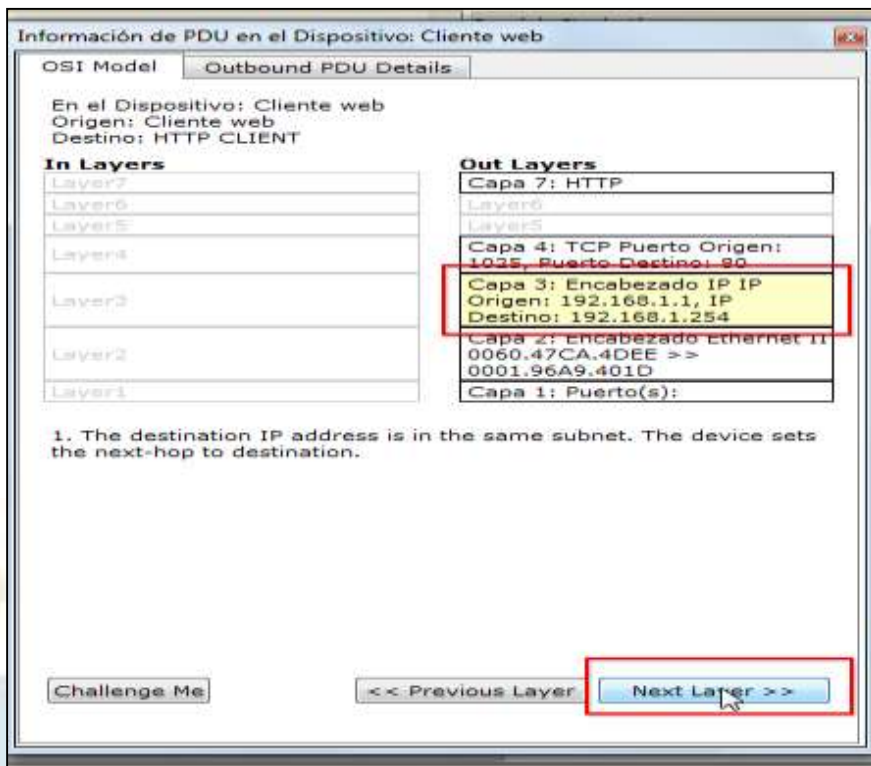 Información de PDU en el Dispositivo: Cliente web
OSI Model
Outbound PDU Details
En el Dispositivo: Cliente web
Origen: Cliente web
Destino: HTTP CLIENT
In Layers
Layer7
Layer6
Layer5
Layer4
Layer3
Layer2
Layer1
Out Layers
Capa 7: HTTP
Layer6
Layer5
Capa 4: TCP Puerto Origen:
1025, Puerto Destino: 80
Capa 3: Encabezado IP IP
Origen: 192.168.1.1, IP
Destino: 192.168.1.254
Capa 2: Encabezado Ethernet II
0060.47CA.4DEE >>
0001.96A9.401D
Capa 1: Puerto(s):
1. The destination IP address is in the same subnet. The device sets
the next-hop to destination.
Challenge Me
<< Previous Layer
Next Layer >>